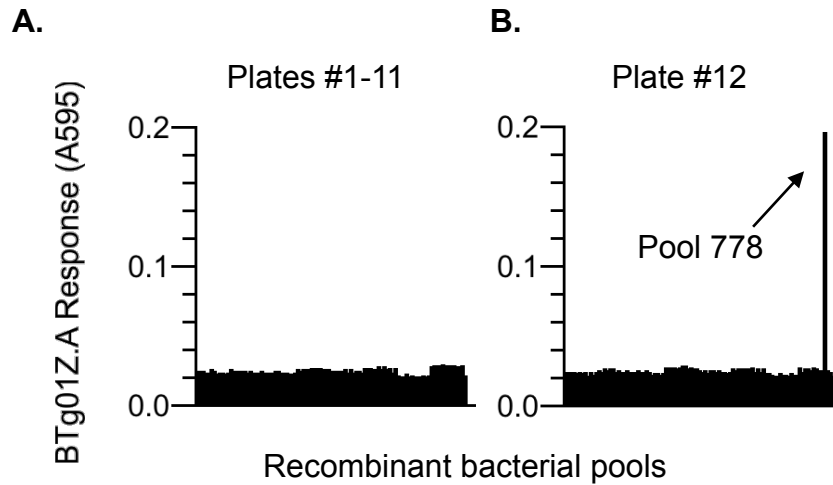 A.
B.
Plates #1-11
Plate #12
BTg01Z.A Response (A595)
0.2
0.1
0.0
0.2
0.1
0.0
Pool 778
Recombinant bacterial pools